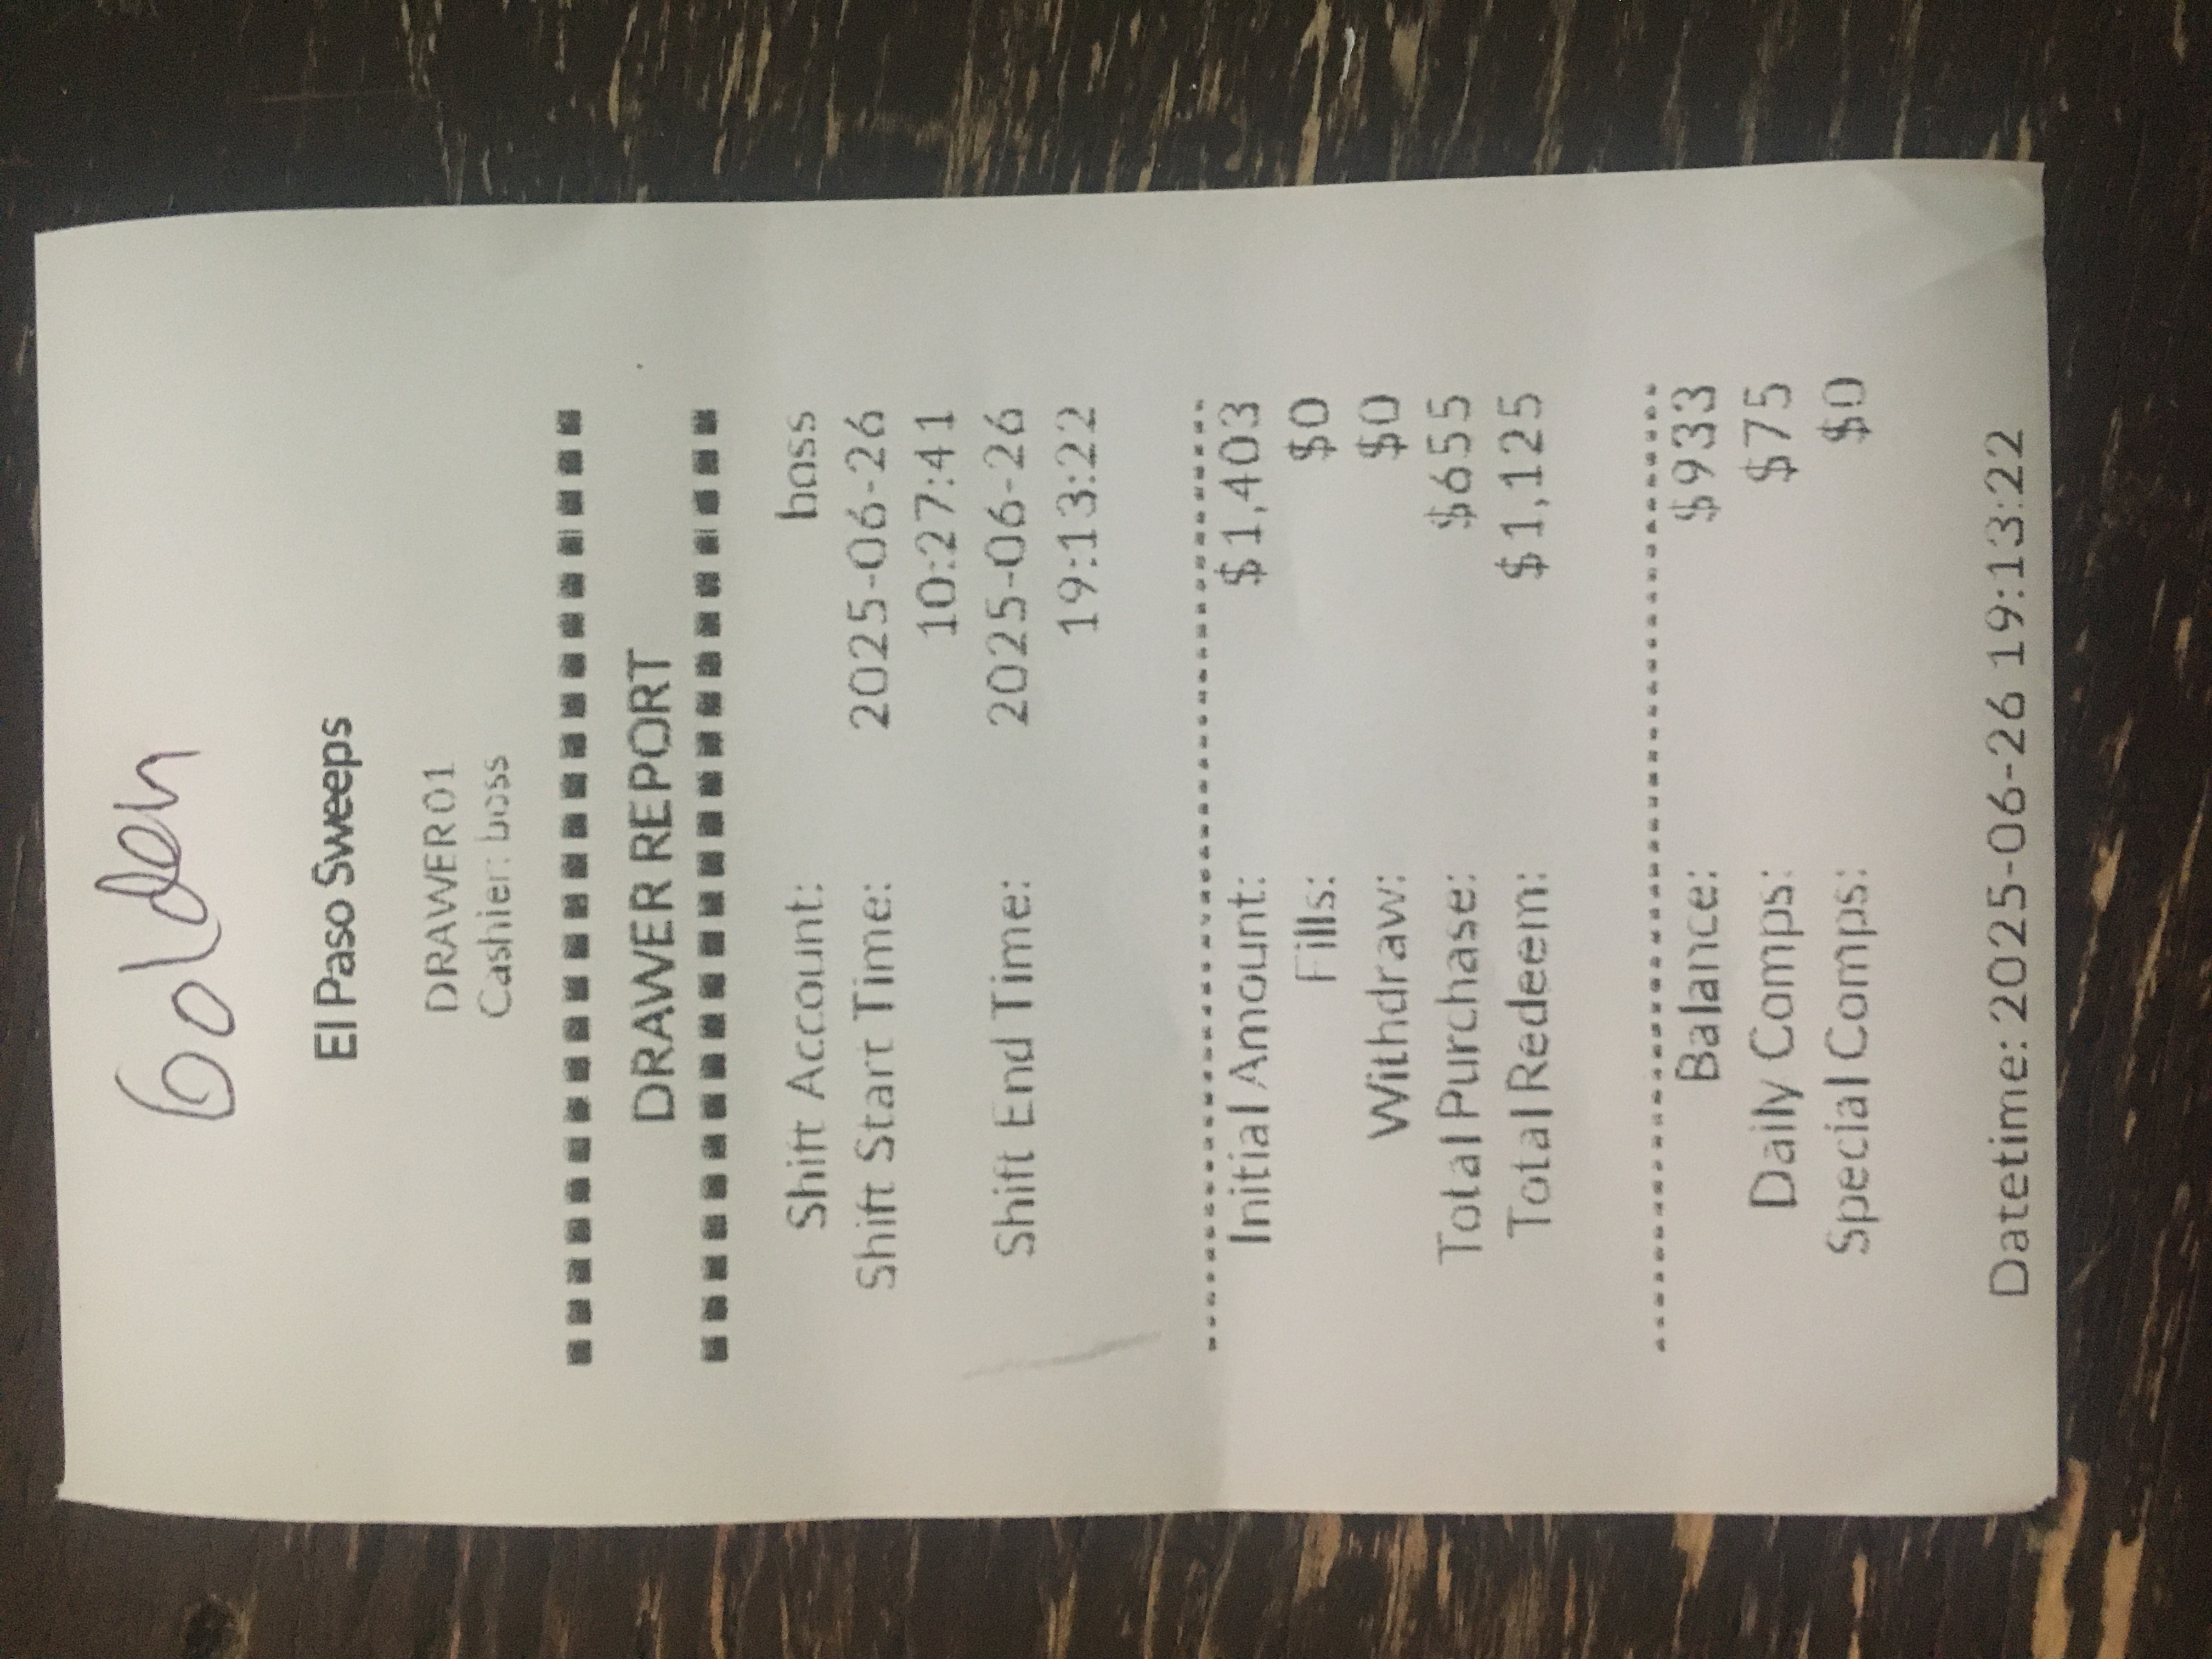 Golden
El Paso Sweeps
DRAWER01
Cashier: boss
DRAWER REPORT
Shift Account: boss
Shift Start Time: 2025-06-26
10:27:41
Shift End Time: 2025-06-26
19:13:22
Initial Amount: $1,403
Fills: $0
Withdraw: $0
Total Purchase: $655
Total Redeem: $1,125
Balance: $933
Daily Comps: $75
Special Comps: $0
Datetime: 2025-06-26 19:13:22